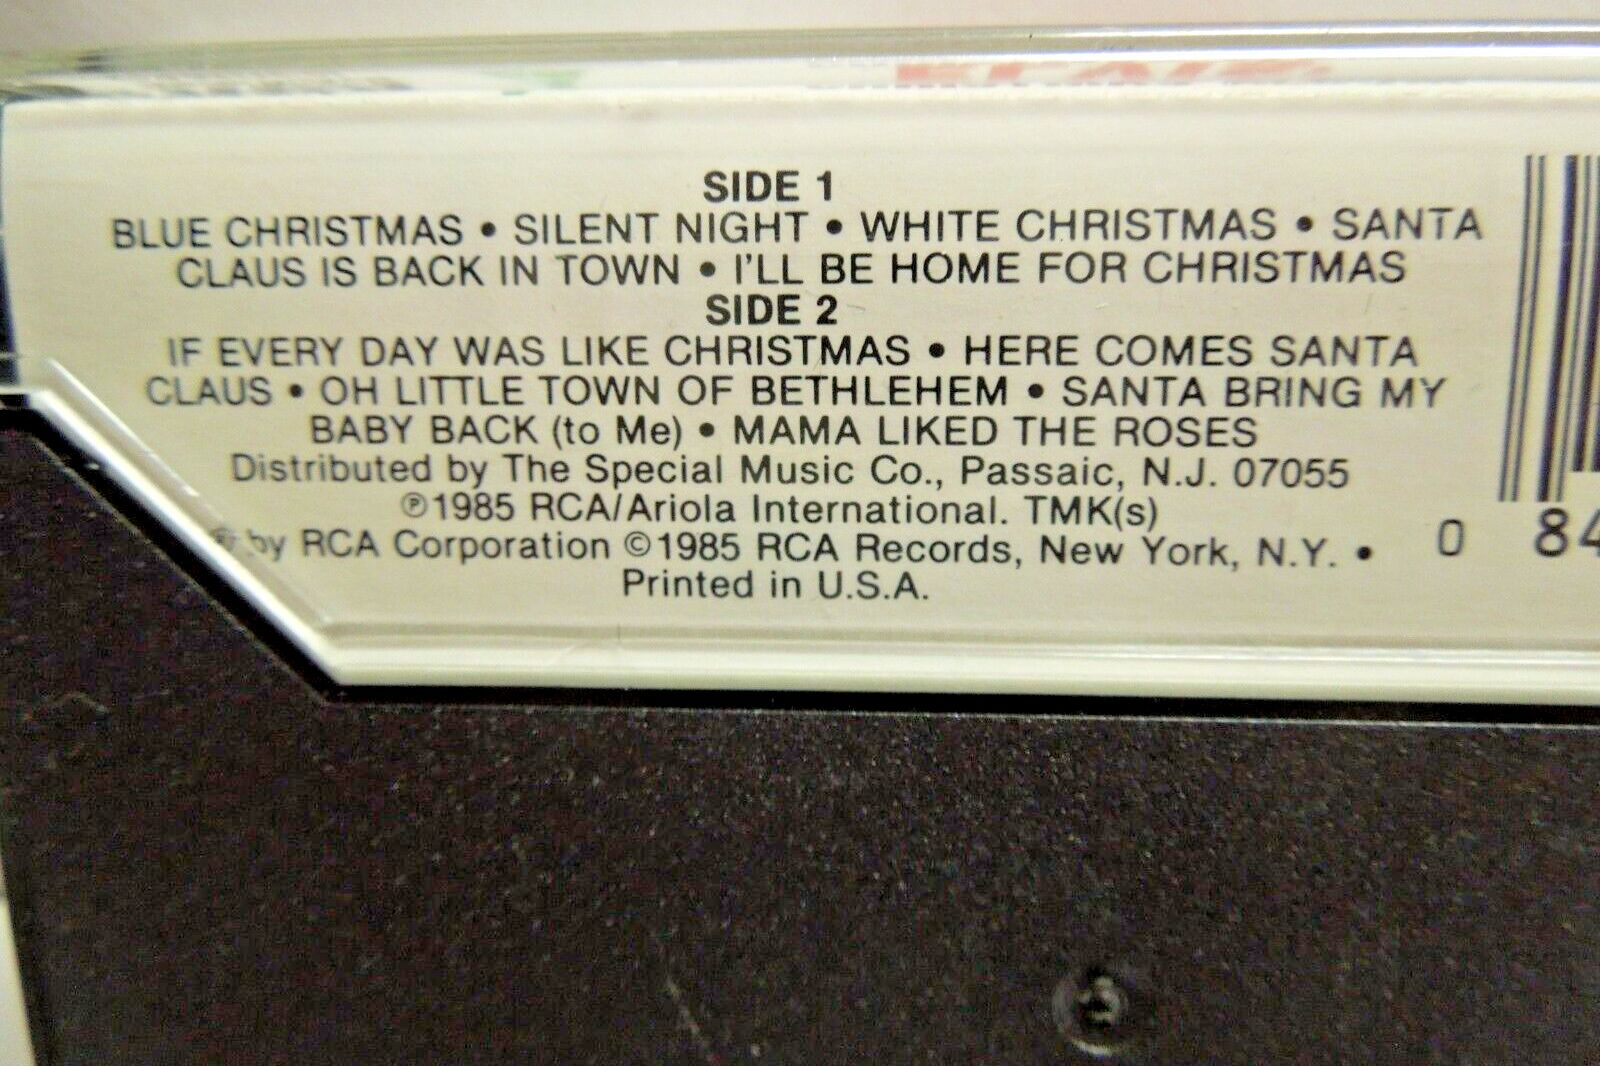 SIDE 1
BLUE CHRISTMAS • SILENT NIGHT • WHITE CHRISTMAS • SANTA
CLAUS IS BACK IN TOWN • I'LL BE HOME FOR CHRISTMAS
SIDE 2
IF EVERY DAY WAS LIKE CHRISTMAS • HERE COMES SANTA
CLAUS • OH LITTLE TOWN OF BETHLEHEM • SANTA BRING MY
BABY BACK (to Me) • MAMA LIKED THE ROSES
Distributed by The Special Music Co., Passaic, N.J. 07055
℗1985 RCA/Ariola International. TMK(s)
® by RCA Corporation ©1985 RCA Records, New York, N.Y. •
Printed in U.S.A.
0 84